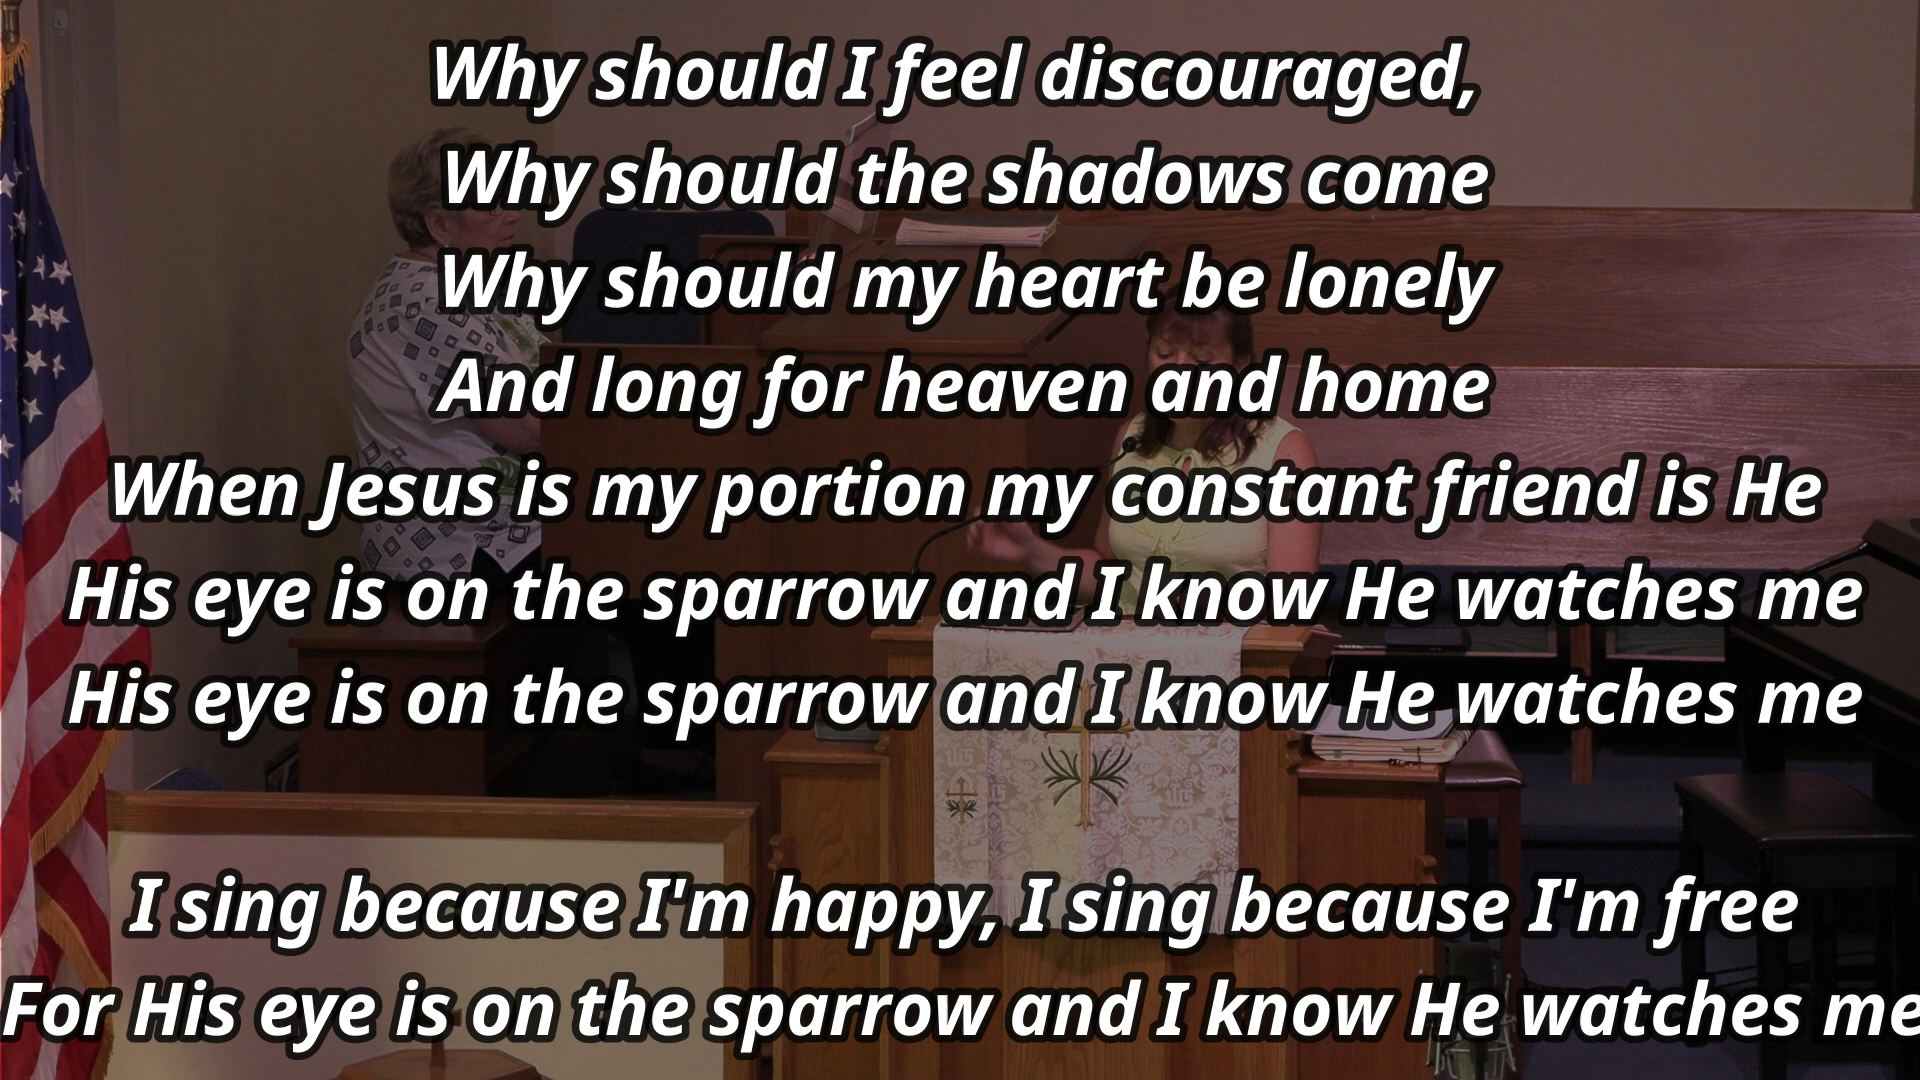 Why should I feel discouraged,
Why should the shadows come
Why should my heart be lonely
And long for heaven and home
When Jesus is my portion my constant friend is He
His eye is on the sparrow and I know He watches me
His eye is on the sparrow and I know He watches me
I sing because I'm happy, I sing because I'm free
For His eye is on the sparrow and I know He watches me